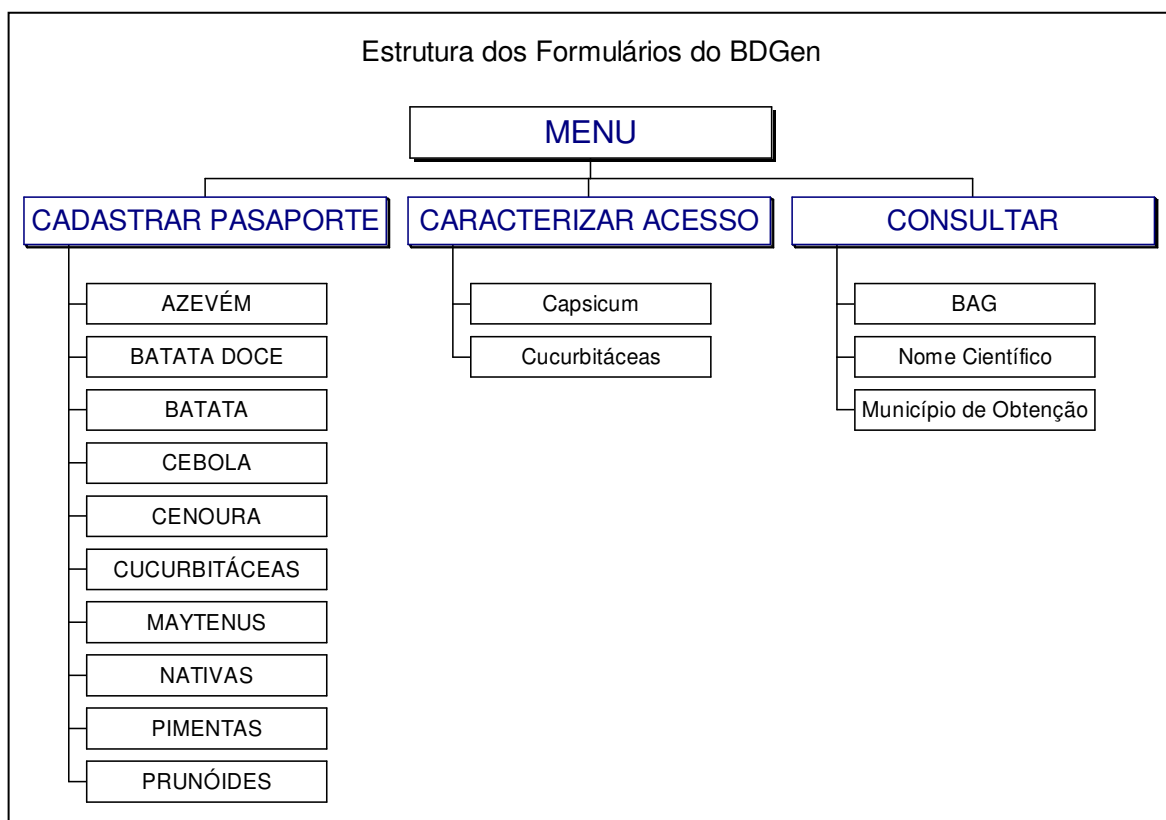 Estrutura dos Formulários do BDGen
MENU
CADASTRAR PASAPORTE
AZEVÉM
BATATA DOCE
BATATA
CEBOLA
CENOURA
CUCURBITÁCEAS
MAYTENUS
NATIVAS
PIMENTAS
PRUNÓIDES
CARACTERIZAR ACESSO
Capsicum
Cucurbitáceas
CONSULTAR
BAG
Nome Científico
Município de Obtenção